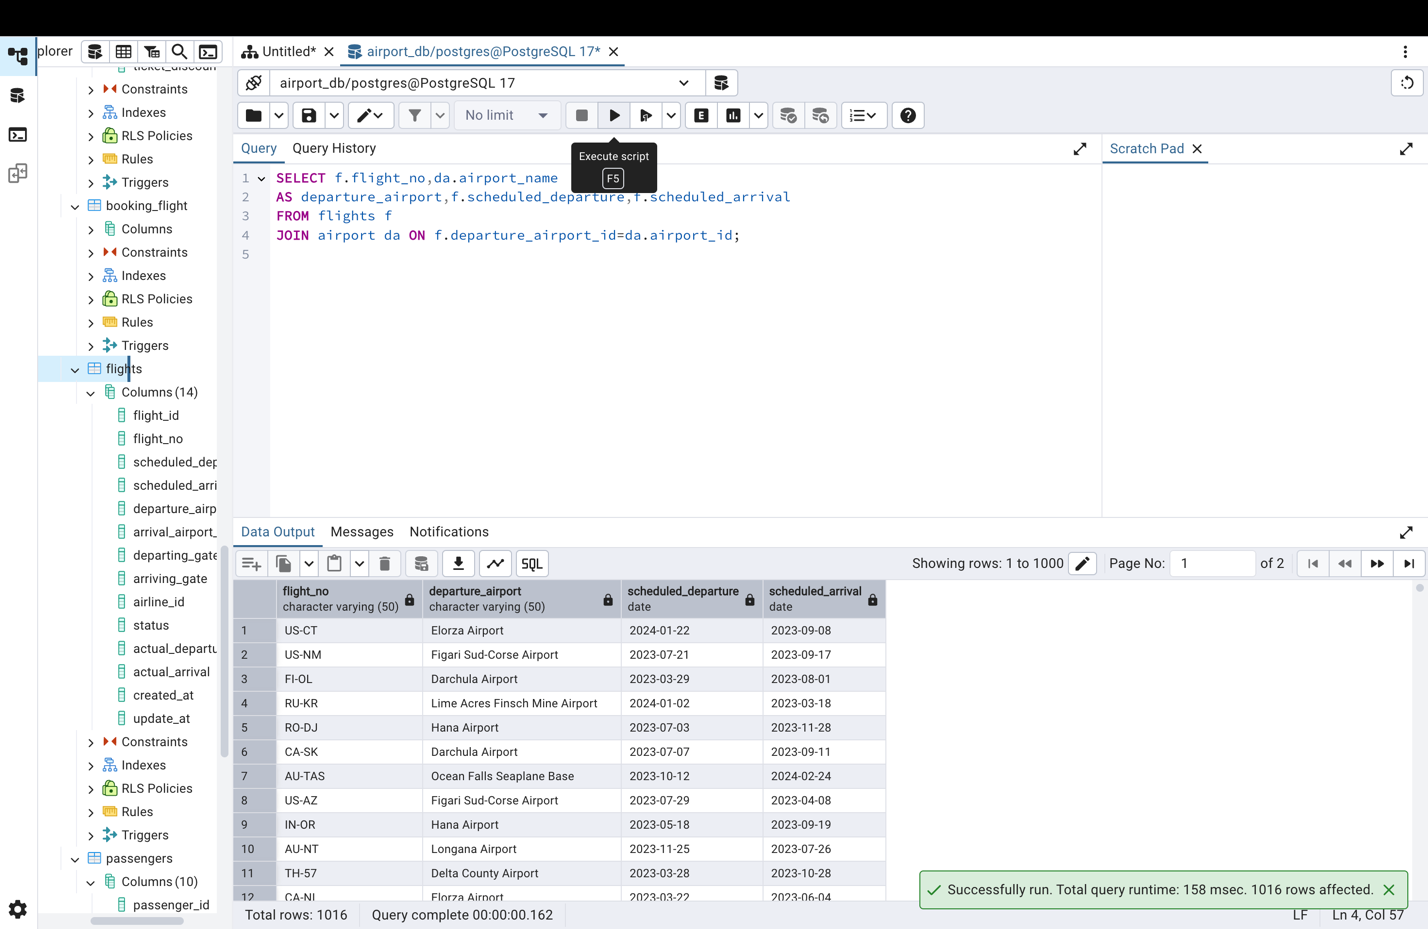 plorer
Untitled*
airport_db/postgres@PostgreSQL 17*
airport_db/postgres@PostgreSQL 17
No limit
E
Query
Query History
Execute script
F5
Scratch Pad
1 SELECT f.flight_no,da.airport_name
2 AS departure_airport,f.scheduled_departure,f.scheduled_arrival
3 FROM flights f
4 JOIN airport da ON f.departure_airport_id=da.airport_id;
5
ticket_discoun
Constraints
Indexes
RLS Policies
Rules
Triggers
booking_flight
Columns
Constraints
Indexes
RLS Policies
Rules
Triggers
flights
Columns (14)
flight_id
flight_no
scheduled_dep
scheduled_arri
departure_airp
arrival_airport_
departing_gate
arriving_gate
airline_id
status
actual_departu
actual_arrival
created_at
update_at
Constraints
Indexes
RLS Policies
Rules
Triggers
passengers
Columns (10)
passenger_id
Data Output
Messages
Notifications
SQL
Showing rows: 1 to 1000
Page No:
1
of 2
flight_no character varying (50)
departure_airport character varying (50)
scheduled_departure date
scheduled_arrival date
1 US-CT Elorza Airport 2024-01-22 2023-09-08
2 US-NM Figari Sud-Corse Airport 2023-07-21 2023-09-17
3 FI-OL Darchula Airport 2023-03-29 2023-08-01
4 RU-KR Lime Acres Finsch Mine Airport 2024-01-02 2023-03-18
5 RO-DJ Hana Airport 2023-07-03 2023-11-28
6 CA-SK Darchula Airport 2023-07-07 2023-09-11
7 AU-TAS Ocean Falls Seaplane Base 2023-10-12 2024-02-24
8 US-AZ Figari Sud-Corse Airport 2023-07-29 2023-04-08
9 IN-OR Hana Airport 2023-05-18 2023-09-19
10 AU-NT Longana Airport 2023-11-25 2023-07-26
11 TH-57 Delta County Airport 2023-03-28 2023-10-28
12 CA-NL Elorza Airport 2023-03-22 2023-06-04
Successfully run. Total query runtime: 158 msec. 1016 rows affected.
Total rows: 1016
Query complete 00:00:00.162
LF
Ln 4, Col 57